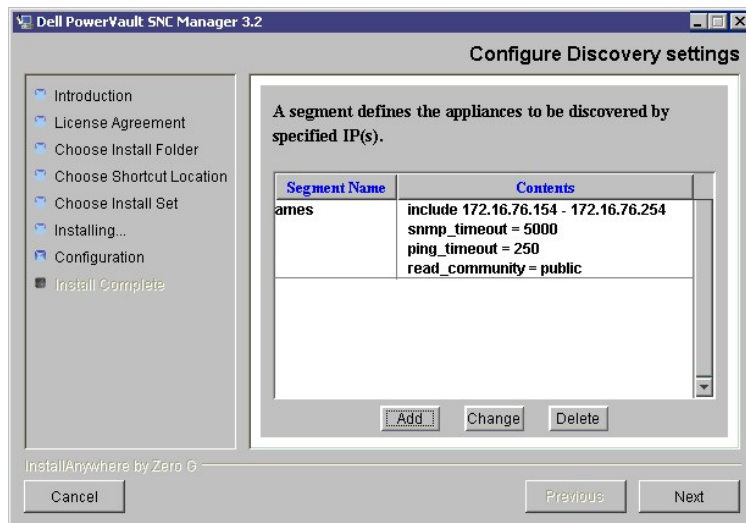 Dell PowerVault SNC Manager 3.2
Configure Discovery settings
Introduction
License Agreement
Choose Install Folder
Choose Shortcut Location
Choose Install Set
Installing...
Configuration
Install Complete
A segment defines the appliances to be discovered by
specified IP(s).
Segment Name Contents
ames include 172.16.76.154 - 172.16.76.254
snmp_timeout = 5000
ping_timeout = 250
read_community = public
Add Change Delete
InstallAnywhere by Zero G
Cancel Previous Next